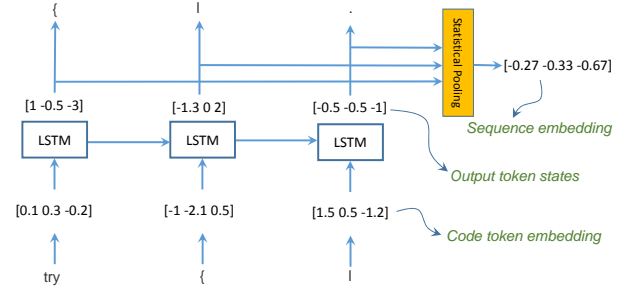 { I .
Statistical Pooling
[-0.27 -0.33 -0.67]
[1 -0.5 -3] [-1.3 0 2] [-0.5 -0.5 -1]
Sequence embedding
LSTM LSTM LSTM
Output token states
[0.1 0.3 -0.2] [-1 -2.1 0.5] [1.5 0.5 -1.2]
Code token embedding
try { I